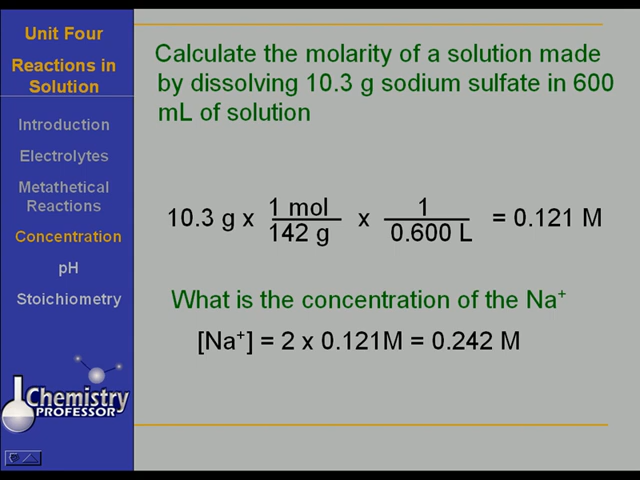 Unit Four
Reactions in
Solution
Introduction
Electrolytes
Metathetical
Reactions
Concentration
pH
Stoichiometry
Chemistry
PROFESSOR
Calculate the molarity of a solution made
by dissolving 10.3 g sodium sulfate in 600
mL of solution
10.3 g x 1 mol / 142 g x 1 / 0.600 L = 0.121 M
What is the concentration of the Na⁺
[Na⁺] = 2 x 0.121M = 0.242 M